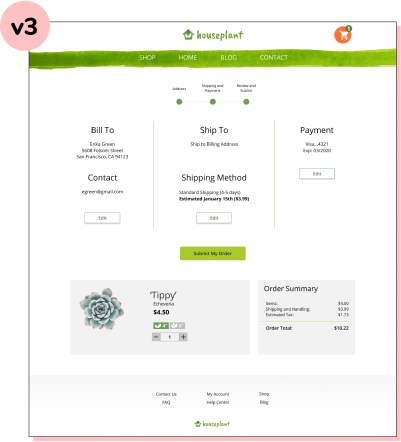 v3
houseplant
1
SHOP HOME BLOG CONTACT
Address
Shipping and
Payment
Review and
Submit
Bill To
Erika Green
5608 Folsom Street
San Francisco, CA 94123
Ship To
Ship to Billing Address
Payment
Visa...4321
Exp: 03/2020
Edit
Contact
egreen@gmail.com
Edit
Shipping Method
Standard Shipping (4-5 days)
Estimated January 15th ($3.99)
Edit
Submit My Order
'Tippy'
Echeveria
$4.50
4"
6"
− 1 +
Order Summary
Items: $4.50
Shipping and Handling: $3.99
Estimated Tax: $1.73
Order Total: $10.22
Contact Us My Account Shop
FAQ Help Center Blog
houseplant